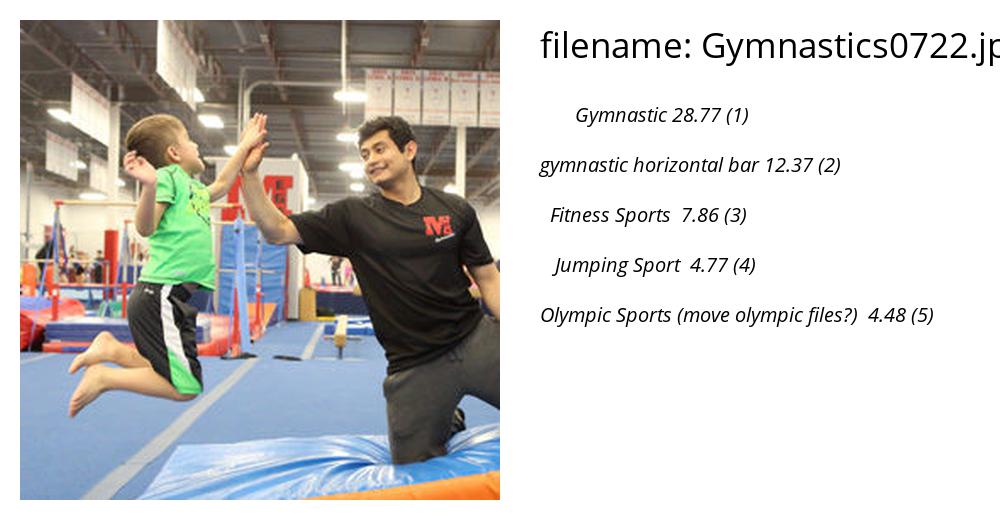 filename: Gymnastics0722.jp
Gymnastic 28.77 (1)
gymnastic horizontal bar 12.37 (2)
Fitness Sports 7.86 (3)
Jumping Sport 4.77 (4)
Olympic Sports (move olympic files?) 4.48 (5)